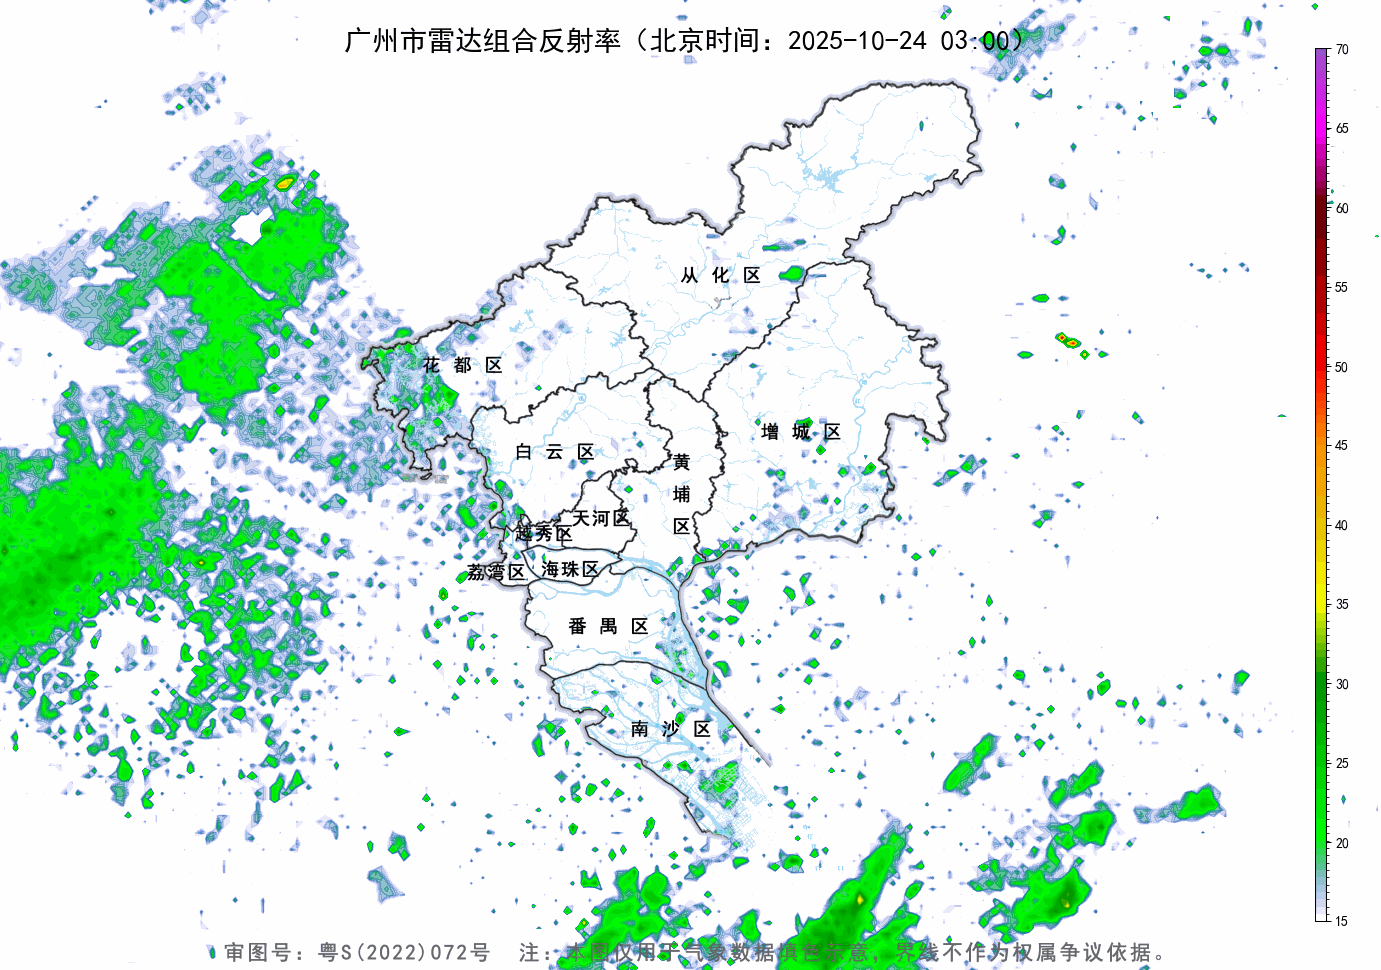 广州市雷达组合反射率（北京时间：2025-10-24 03:00）
70
65
60
55
50
45
40
35
30
25
20
15
从化区
花都区
增城区
白云区
黄埔区
天河区
越秀区
海珠区
荔湾区
番禺区
南沙区
审图号：粤S(2022)072号 注：本图仅用于气象数据填色示意，界线不作为权属争议依据。